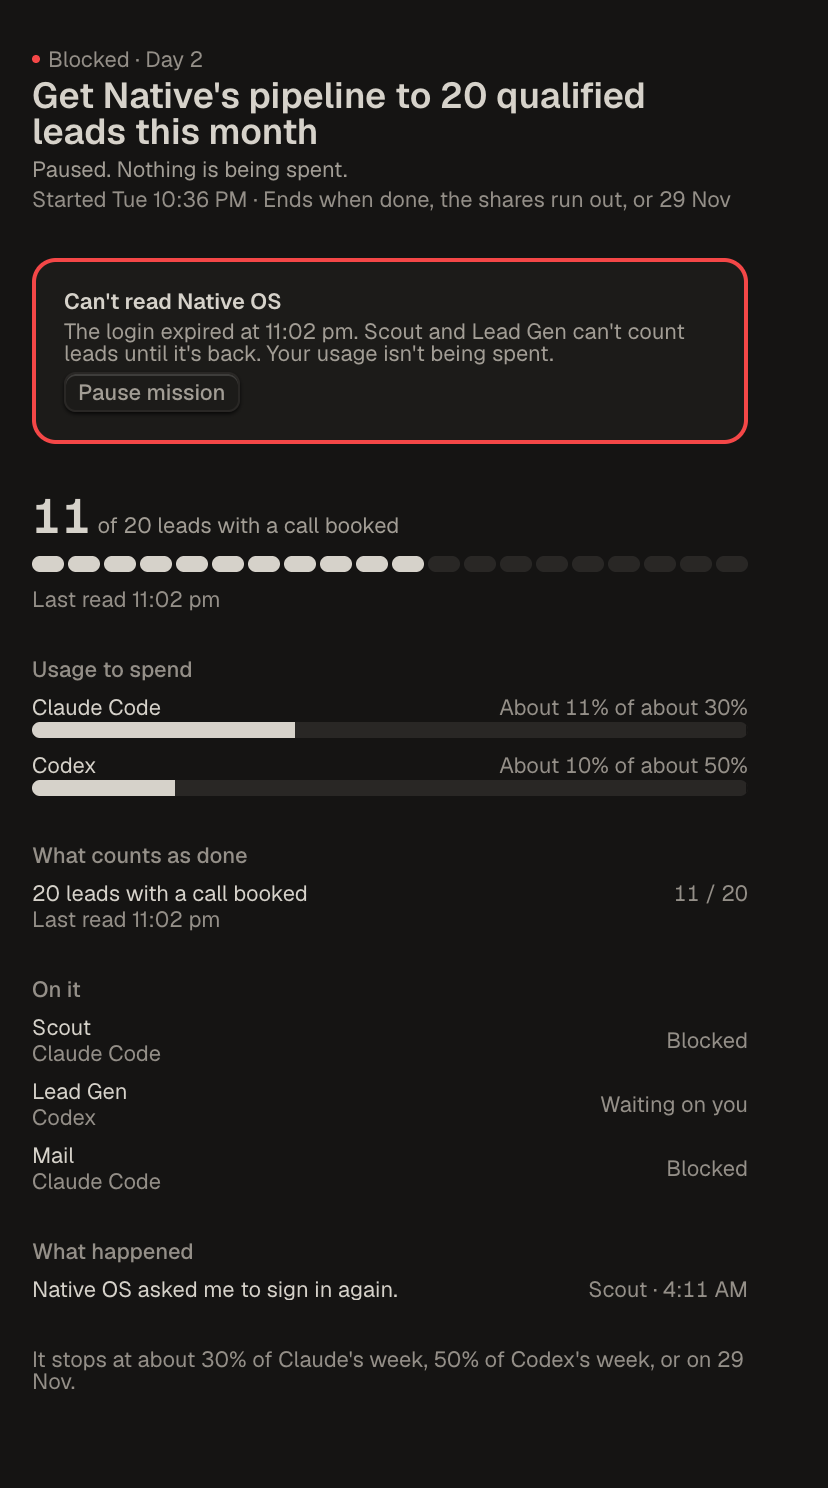 Blocked · Day 2
Get Native's pipeline to 20 qualified
leads this month
Paused. Nothing is being spent.
Started Tue 10:36 PM · Ends when done, the shares run out, or 29 Nov
Can't read Native OS
The login expired at 11:02 pm. Scout and Lead Gen can't count
leads until it's back. Your usage isn't being spent.
Pause mission
11 of 20 leads with a call booked
Last read 11:02 pm
Usage to spend
Claude Code About 11% of about 30%
Codex About 10% of about 50%
What counts as done
20 leads with a call booked 11 / 20
Last read 11:02 pm
On it
Scout
Claude Code
Blocked
Lead Gen
Codex
Waiting on you
Mail
Claude Code
Blocked
What happened
Native OS asked me to sign in again. Scout · 4:11 AM
It stops at about 30% of Claude's week, 50% of Codex's week, or on 29
Nov.